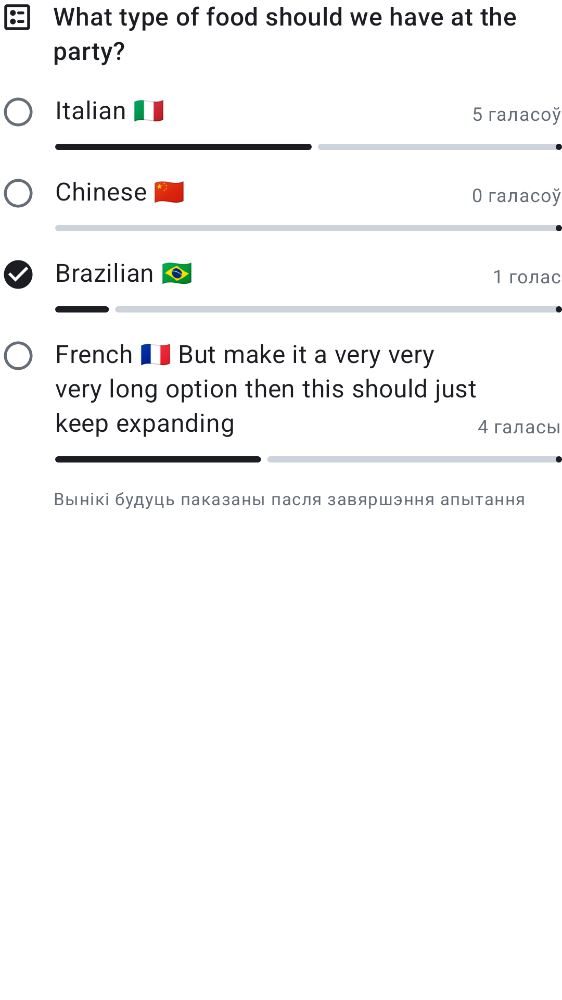 What type of food should we have at the
party?
Italian 🇮🇹
5 галасоў
Chinese 🇨🇳
0 галасоў
Brazilian 🇧🇷
1 голас
French 🇫🇷 But make it a very very
very long option then this should just
keep expanding
4 галасы
Вынікі будуць паказаны пасля завяршэння апытання